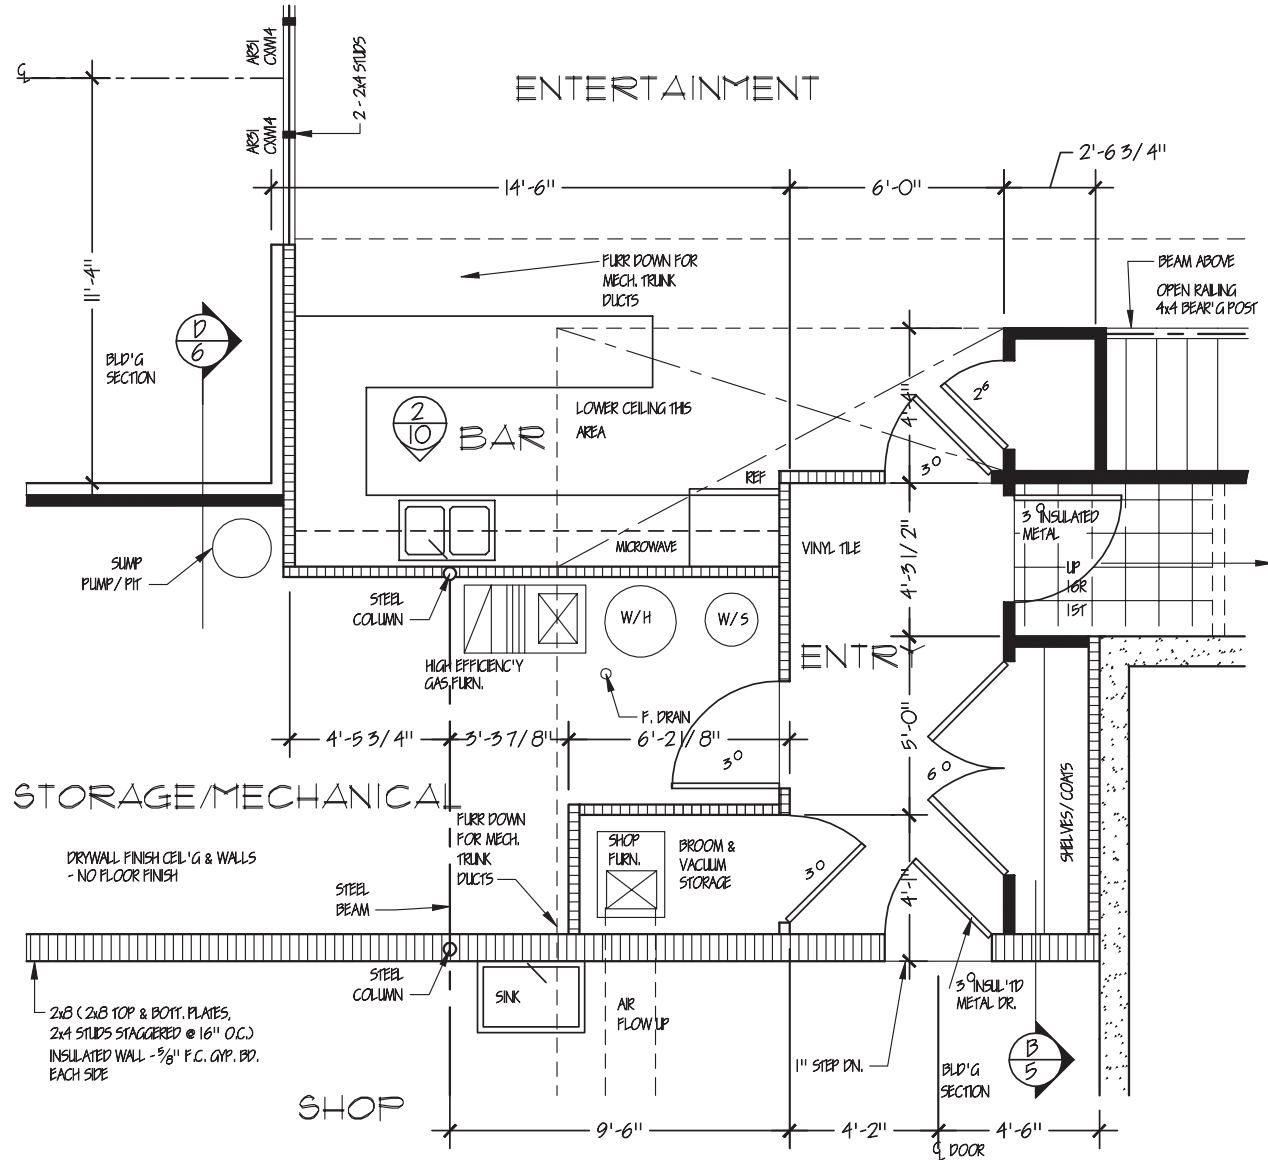 ℄
AR31
CXW14
AR31
CXW14
2 - 2x4 STUDS
ENTERTAINMENT
2'-6 3/4"
14'-6"
6'-0"
11'-4"
FURR DOWN FOR
MECH. TRUNK
DUCTS
BEAM ABOVE
OPEN RAILING
4x4 BEAR'G POST
D
6
BLD'G
SECTION
2
10
BAR
LOWER CEILING THIS
AREA
2⁶
4'-4"
3⁰
REF
3⁰ INSULATED
METAL
VINYL TILE
MICROWAVE
4'-3 1/2"
UP
16R
15T
SUMP
PUMP/ PIT
STEEL
COLUMN
W/H
W/S
HIGH EFFICIENC'Y
GAS FURN.
ENTRY
F. DRAIN
4'-5 3/4"
3'-3 7/8"
6'-2 1/8"
5'-0"
3⁰
6⁰
SHELVES/ COATS
STORAGE/MECHANICAL
FURR DOWN
FOR MECH.
TRUNK
DUCTS
SHOP
FURN.
BROOM &
VACUUM
STORAGE
3⁰
4'-1"
DRYWALL FINISH CEIL'G & WALLS
- NO FLOOR FINISH
STEEL
BEAM
STEEL
COLUMN
SINK
AIR
FLOW UP
3⁰ INSUL'TD
METAL DR.
2x8 ( 2x8 TOP & BOTT. PLATES,
2x4 STUDS STAGGERED @ 16" O.C.)
INSULATED WALL - 5/8" F.C. GYP. BD.
EACH SIDE
1" STEP DN.
BLD'G
SECTION
B
5
SHOP
9'-6"
4'-2"
4'-6"
℄ DOOR